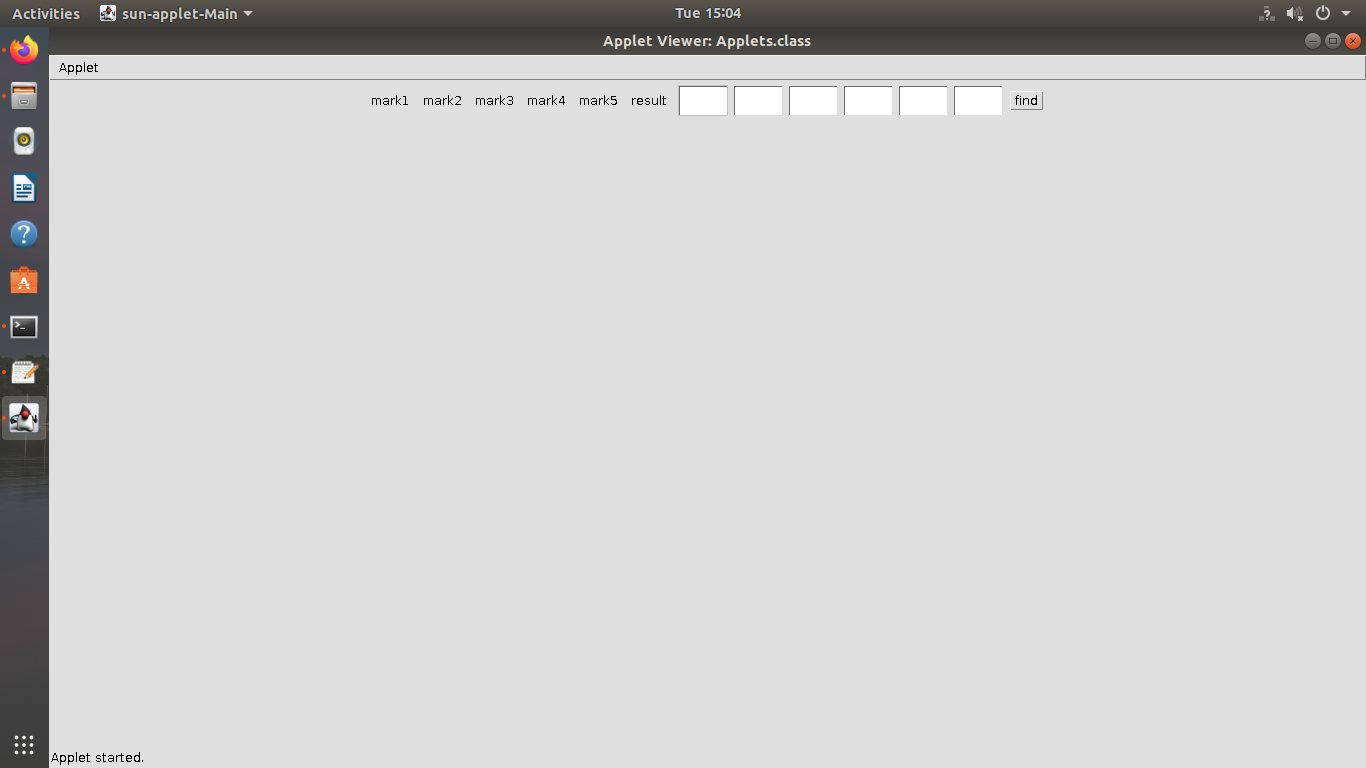 Activities sun-applet-Main Tue 15:04
Applet Viewer: Applets.class
Applet
mark1 mark2 mark3 mark4 mark5 result find
Applet started.